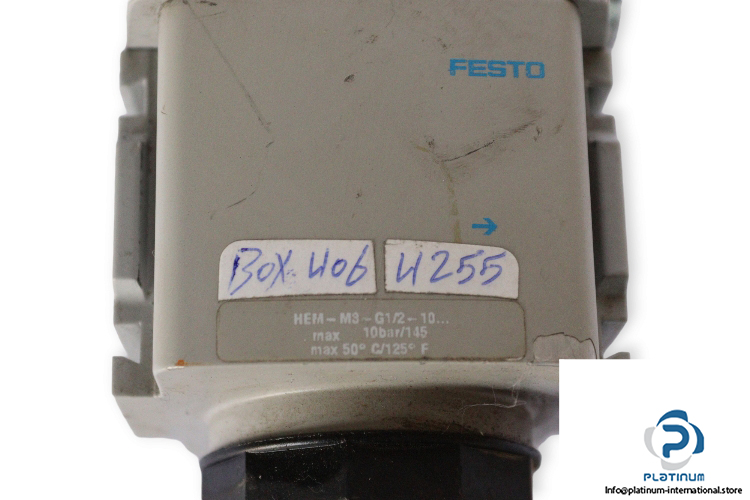 FESTO
BOX 406 4255
HEM-M3-G1/2-10...
max 10bar/145
max 50° C/125° F
PLATINUM
Info@platinum-international.store